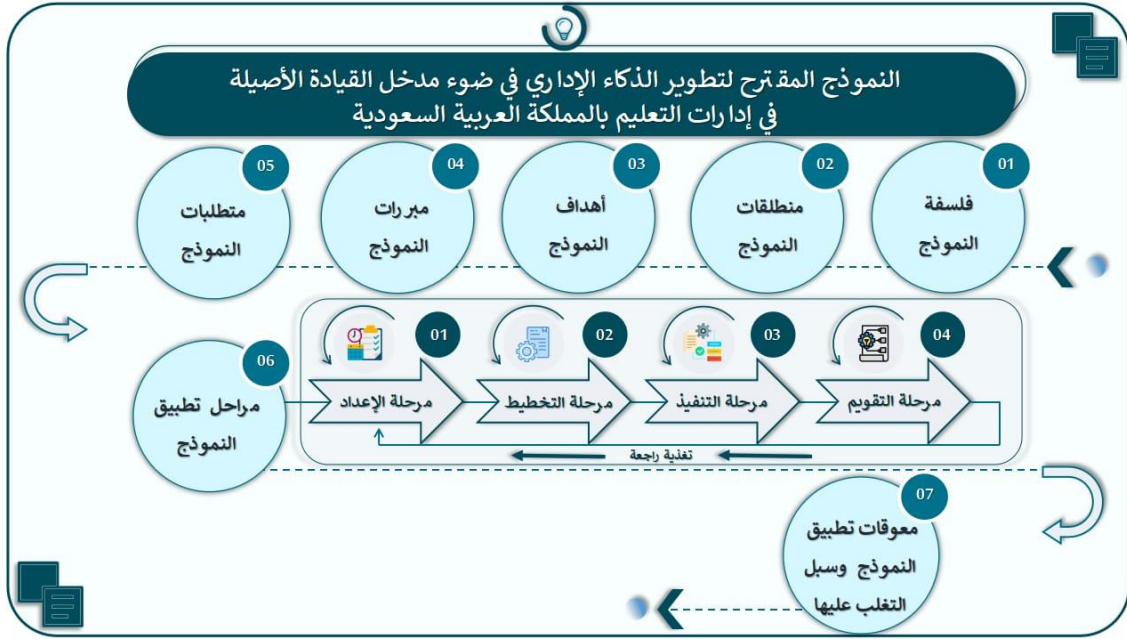 النموذج المقترح لتطوير الذكاء الإداري في ضوء مدخل القيادة الأصيلة
في إدارات التعليم بالمملكة العربية السعودية
01
فلسفة
النموذج
02
منطلقات
النموذج
03
أهداف
النموذج
04
مبررات
النموذج
05
متطلبات
النموذج
06
مراحل تطبيق
النموذج
01
مرحلة الإعداد
02
مرحلة التخطيط
03
مرحلة التنفيذ
04
مرحلة التقويم
تغذية راجعة
07
معوقات تطبيق
النموذج وسبل
التغلب عليها